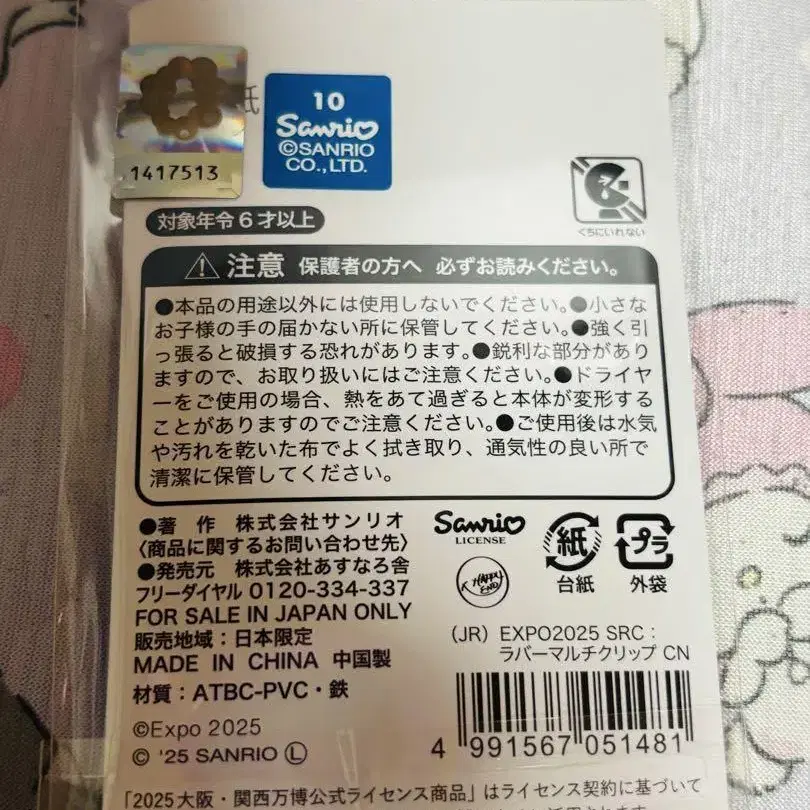 紙
1417513
10
Sanrio
©SANRIO
CO.,LTD.
くちにいれない
対象年令6才以上
注意 保護者の方へ 必ずお読みください。
●本品の用途以外には使用しないでください。●小さな
お子様の手の届かない所に保管してください。●強く引
っ張ると破損する恐れがあります。●鋭利な部分があり
ますので、お取り扱いにはご注意ください。●ドライヤ
ーをご使用の場合、熱をあて過ぎると本体が変形する
ことがありますのでご注意ください。●ご使用後は水気
や汚れを乾いた布でよく拭き取り、通気性の良い所で
清潔に保管してください。
●著 作 株式会社サンリオ
〈商品に関するお問い合わせ先〉
●発売元 株式会社あすなろ舎
フリーダイヤル 0120-334-337
FOR SALE IN JAPAN ONLY
販売地域：日本限定
MADE IN CHINA 中国製
材質：ATBC-PVC・鉄
©Expo 2025
© '25 SANRIO Ⓛ
Sanrio
LICENSE
HAPPY
END
紙
台紙
プラ
外袋
(JR) EXPO2025 SRC：
ラバーマルチクリップ CN
4 991567 051481
「2025大阪・関西万博公式ライセンス商品」はライセンス契約に基づいて